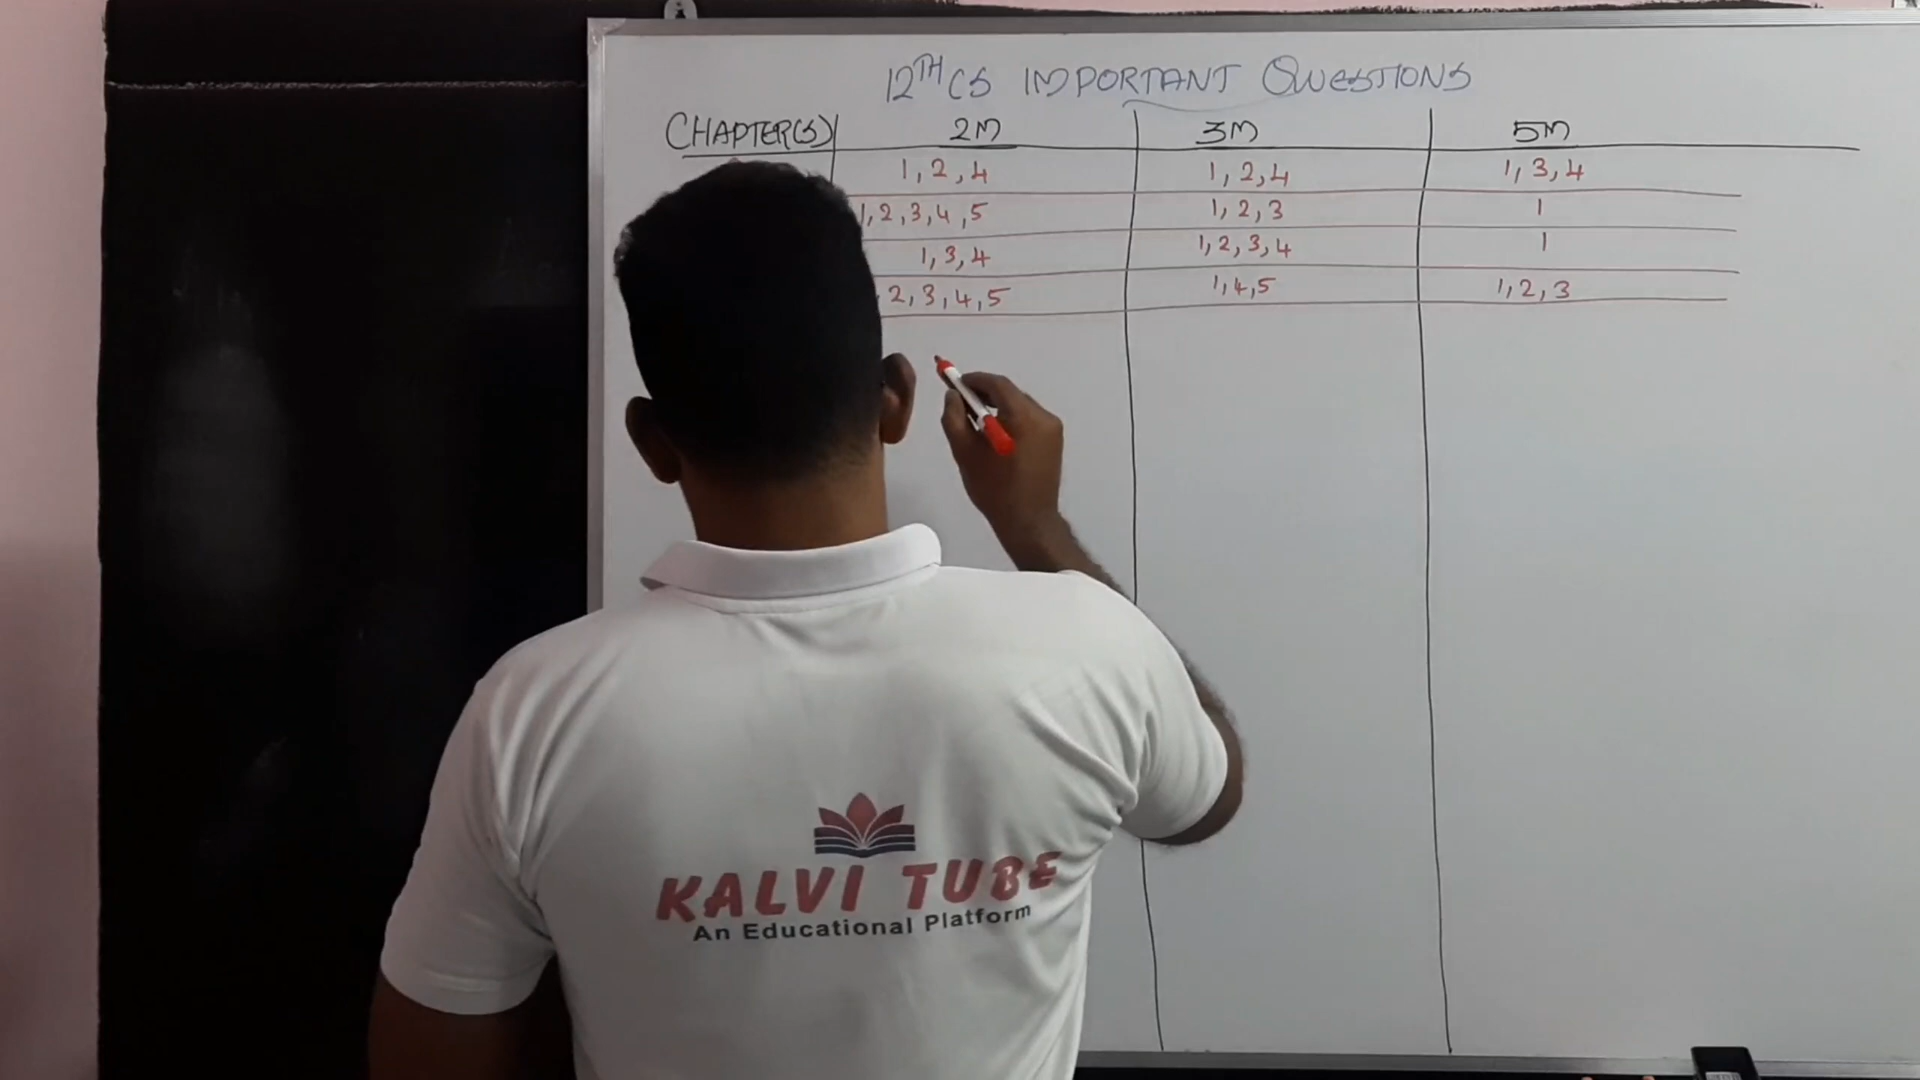 12TH CS IMPORTANT QUESTIONS
CHAPTER(S) 2M 3M 5M
1, 2, 4 1, 2, 4 1, 3, 4
1, 2, 3, 4, 5 1, 2, 3 1
1, 3, 4 1, 2, 3, 4 1
2, 3, 4, 5 1, 4, 5 1, 2, 3
KALVI TUBE
An Educational Platform